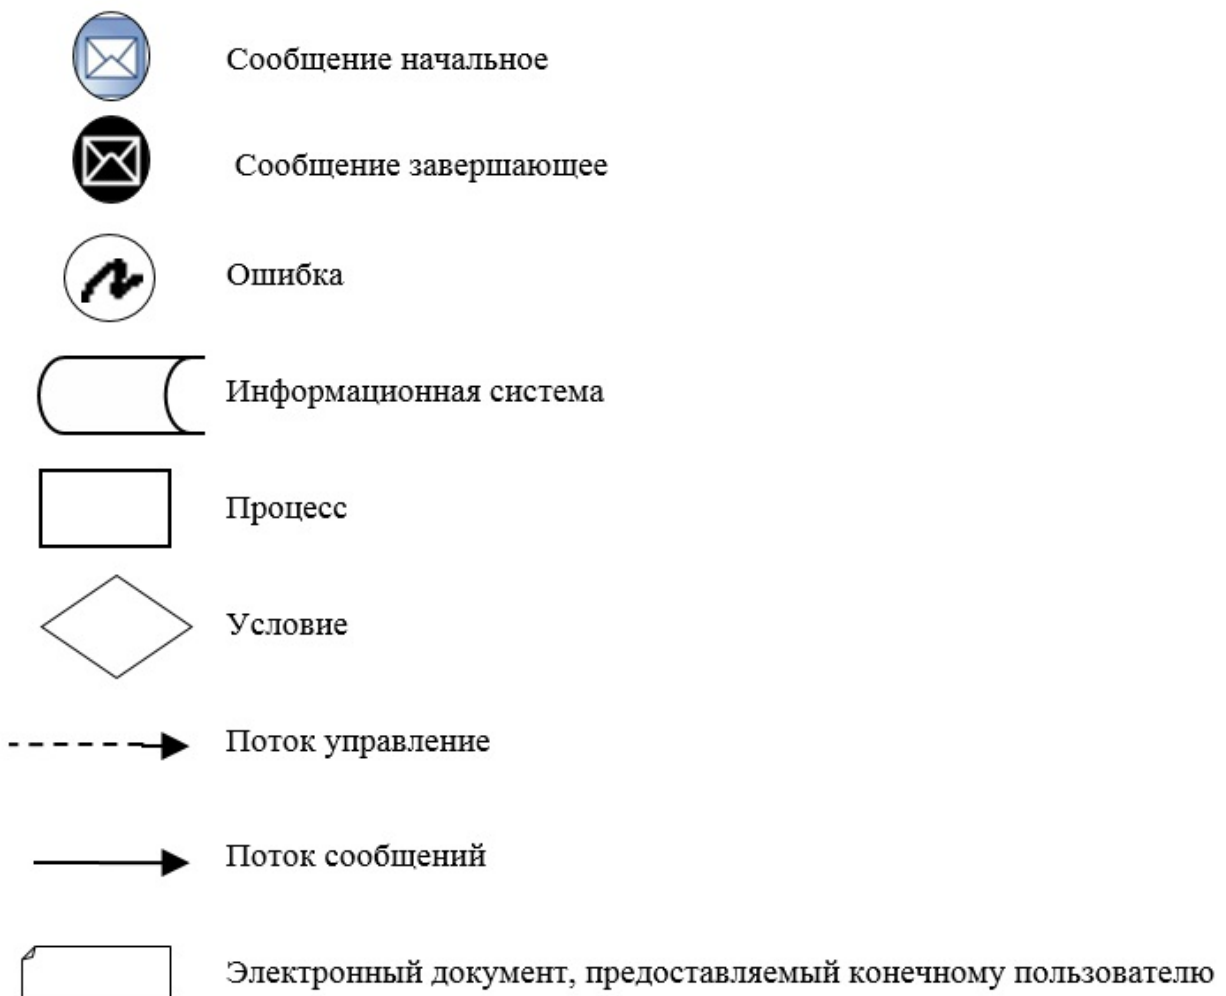 Сообщение начальное
Сообщение завершающее
Ошибка
Информационная система
Процесс
Условие
Поток управление
Поток сообщений
Электронный документ, предоставляемый конечному пользователю